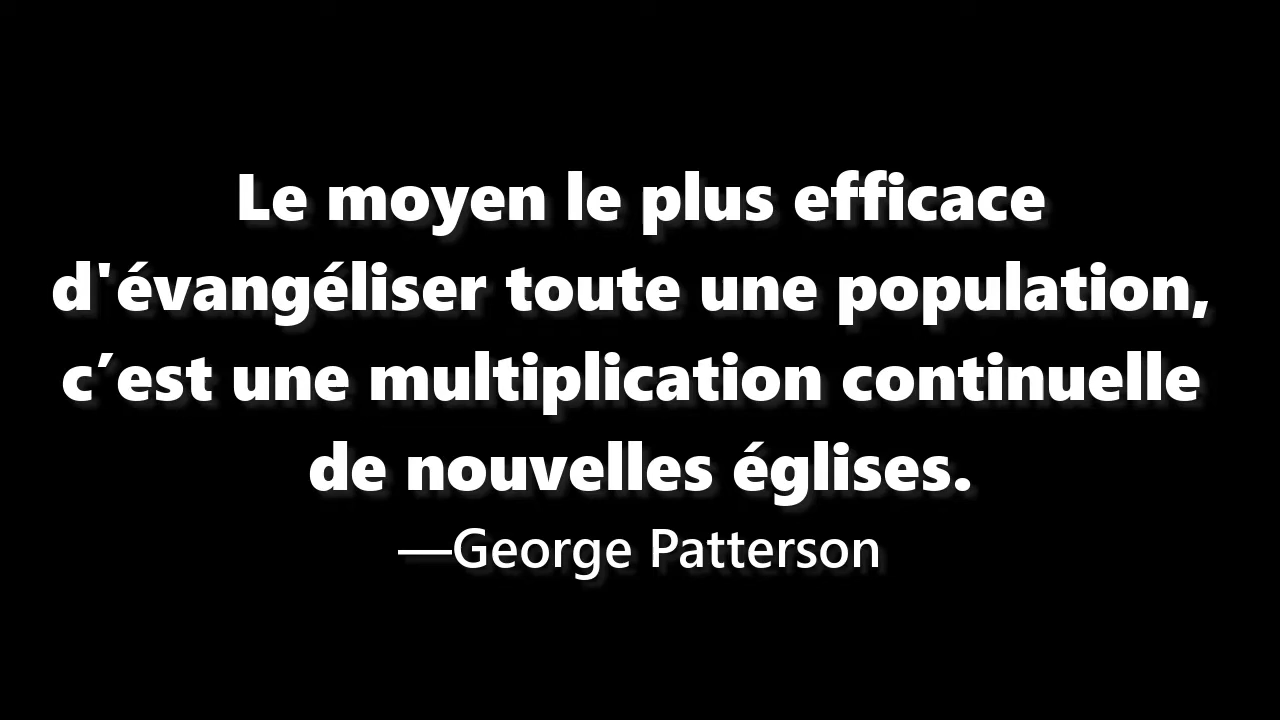 Le moyen le plus efficace
d'évangéliser toute une population,
c’est une multiplication continuelle
de nouvelles églises.
—George Patterson